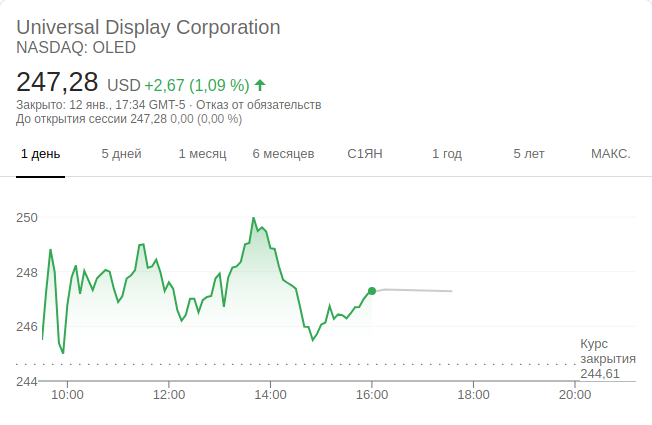 Universal Display Corporation
NASDAQ: OLED
247,28 USD +2,67 (1,09 %)
Закрыто: 12 янв., 17:34 GMT-5 · Отказ от обязательств
До открытия сессии 247,28 0,00 (0,00 %)
1 день 5 дней 1 месяц 6 месяцев С1ЯН 1 год 5 лет МАКС.
250
248
246
Курс
закрытия
244,61
244
10:00 12:00 14:00 16:00 18:00 20:00